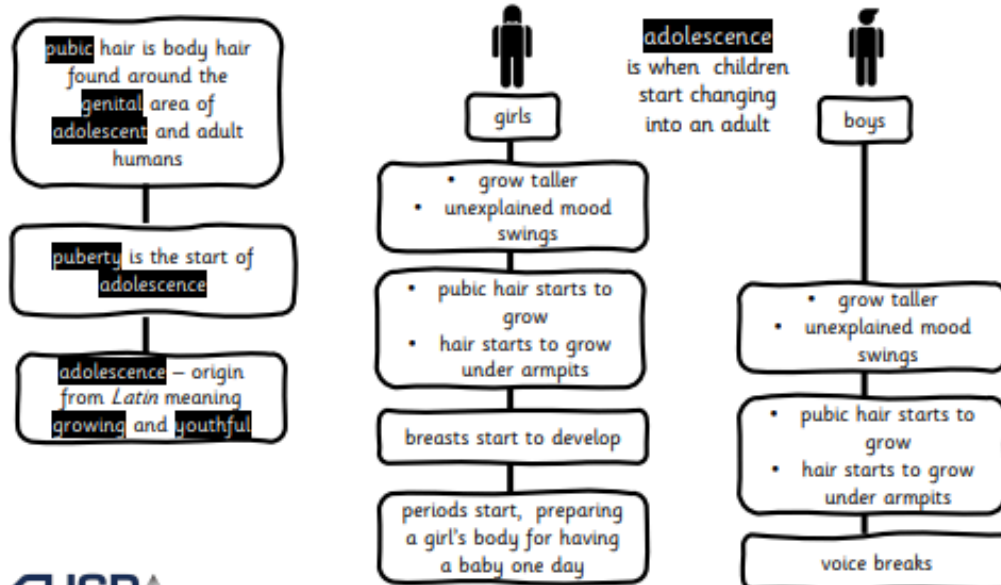 pubic hair is body hair
found around the
genital area of
adolescent and adult
humans
puberty is the start of
adolescence
adolescence – origin
from Latin meaning
growing and youthful
girls
• grow taller
• unexplained mood
swings
• pubic hair starts to
grow
• hair starts to grow
under armpits
breasts start to develop
periods start, preparing
a girl's body for having
a baby one day
adolescence
is when children
start changing
into an adult
boys
• grow taller
• unexplained mood
swings
• pubic hair starts to
grow
• hair starts to grow
under armpits
voice breaks